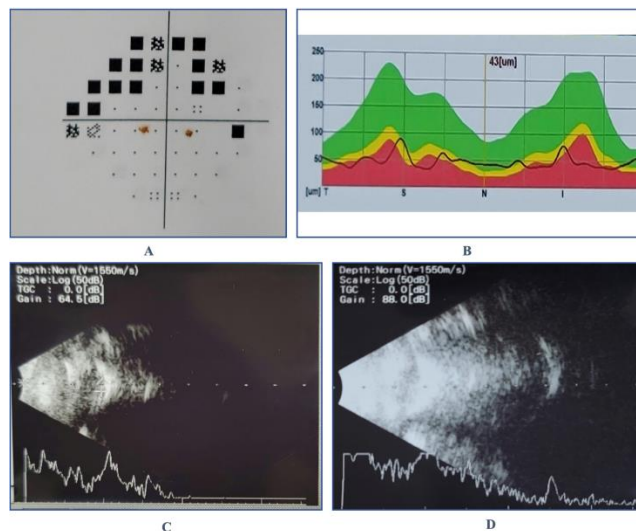 250
43[um]
200
150
100
50
[um] T S N I
A B
Depth:Norm(V=1550m/s)
Scale:Log(50dB)
TGC : 0.0[dB]
Gain : 64.5[dB]
Depth:Norm(V=1550m/s)
Scale:Log(50dB)
TGC : 0.0[dB]
Gain : 88.0[dB]
C D